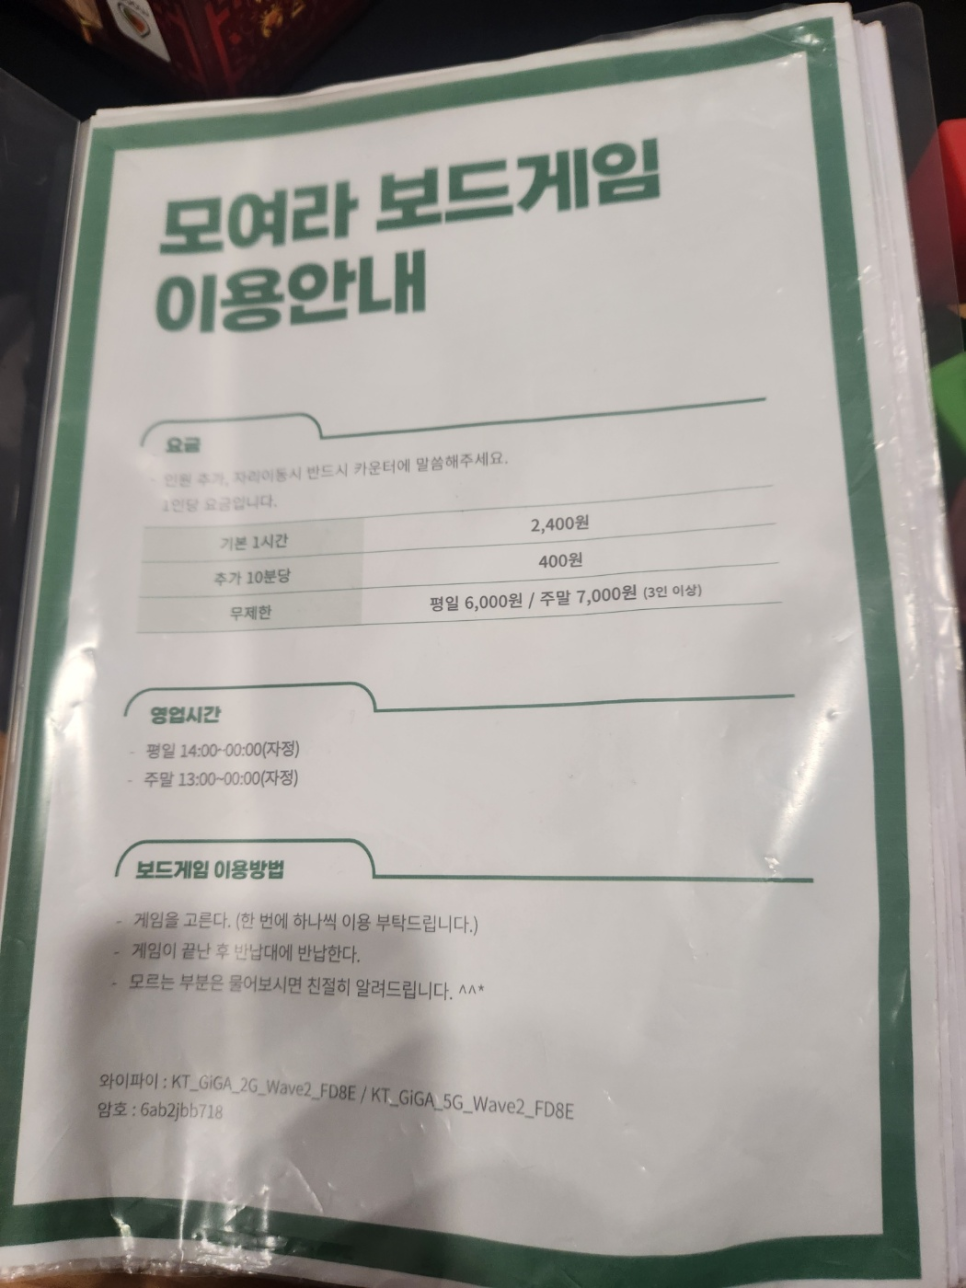 모여라 보드게임
이용안내
요금
- 인원 추가, 자리이동시 반드시 카운터에 말씀해주세요.
1인당 요금입니다.
기본 1시간 2,400원
추가 10분당 400원
무제한 평일 6,000원 / 주말 7,000원 (3인 이상)
영업시간
- 평일 14:00~00:00(자정)
- 주말 13:00~00:00(자정)
보드게임 이용방법
- 게임을 고른다. (한 번에 하나씩 이용 부탁드립니다.)
- 게임이 끝난 후 반납대에 반납한다.
- 모르는 부분은 물어보시면 친절히 알려드립니다. ^^*
와이파이 : KT_GiGA_2G_Wave2_FD8E / KT_GiGA_5G_Wave2_FD8E
암호 : 6ab2jbb718